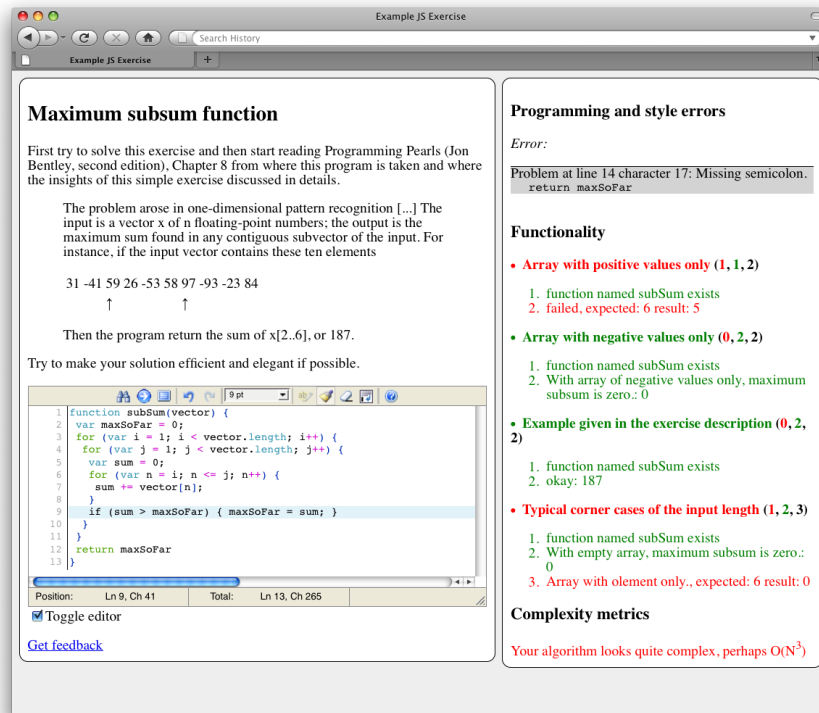 Example JS Exercise
Search History
Example JS Exercise
+
Maximum subsum function
First try to solve this exercise and then start reading Programming Pearls (Jon
Bentley, second edition), Chapter 8 from where this program is taken and where
the insights of this simple exercise discussed in details.
The problem arose in one-dimensional pattern recognition [...] The
input is a vector x of n floating-point numbers; the output is the
maximum sum found in any contiguous subvector of the input. For
instance, if the input vector contains these ten elements
31 -41 59 26 -53 58 97 -93 -23 84
↑ ↑
Then the program return the sum of x[2..6], or 187.
Try to make your solution efficient and elegant if possible.
9 pt
1 function subSum(vector) {
2 var maxSoFar = 0;
3 for (var i = 1; i < vector.length; i++) {
4 for (var j = 1; j < vector.length; j++) {
5 var sum = 0;
6 for (var n = i; n <= j; n++) {
7 sum += vector[n];
8 }
9 if (sum > maxSoFar) { maxSoFar = sum; }
10 }
11 }
12 return maxSoFar
13 }
Position: Ln 9, Ch 41 Total: Ln 13, Ch 265
Toggle editor
Get feedback
Programming and style errors
Error:
Problem at line 14 character 17: Missing semicolon.
return maxSoFar
Functionality
• Array with positive values only (1, 1, 2)
1. function named subSum exists
2. failed, expected: 6 result: 5
• Array with negative values only (0, 2, 2)
1. function named subSum exists
2. With array of negative values only, maximum
subsum is zero.: 0
• Example given in the exercise description (0, 2,
2)
1. function named subSum exists
2. okay: 187
• Typical corner cases of the input length (1, 2, 3)
1. function named subSum exists
2. With empty array, maximum subsum is zero.:
0
3. Array with olement only., expected: 6 result: 0
Complexity metrics
Your algorithm looks quite complex, perhaps O(N³)